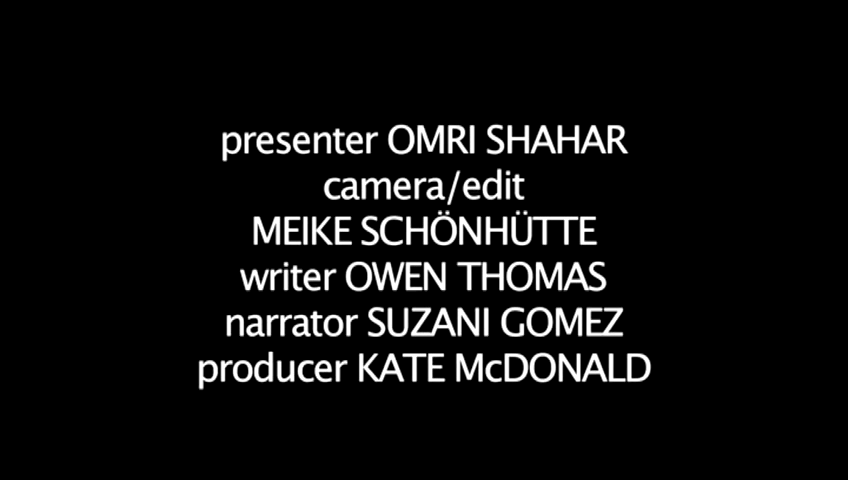 presenter OMRI SHAHAR
camera/edit
MEIKE SCHÖNHÜTTE
writer OWEN THOMAS
narrator SUZANI GOMEZ
producer KATE McDONALD